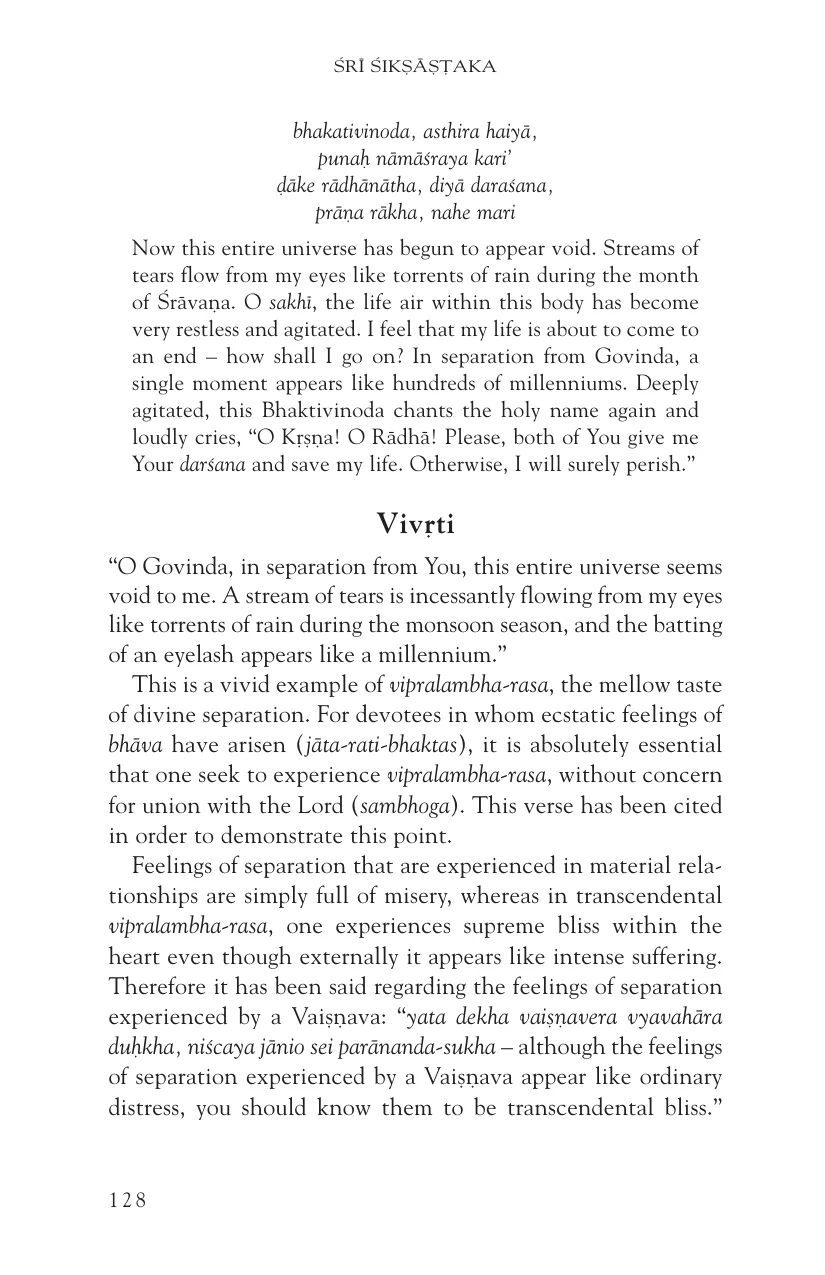 ŚRĪ ŚIKṢĀṢṬAKA
bhakativinoda, asthira haiyā,
punaḥ nāmāśraya kari’
ḍāke rādhānātha, diyā daraśana,
prāṇa rākha, nahe mari
Now this entire universe has begun to appear void. Streams of
tears flow from my eyes like torrents of rain during the month
of Śrāvaṇa. O sakhī, the life air within this body has become
very restless and agitated. I feel that my life is about to come to
an end – how shall I go on? In separation from Govinda, a
single moment appears like hundreds of millenniums. Deeply
agitated, this Bhaktivinoda chants the holy name again and
loudly cries, “O Kṛṣṇa! O Rādhā! Please, both of You give me
Your darśana and save my life. Otherwise, I will surely perish.”
Vivṛti
“O Govinda, in separation from You, this entire universe seems
void to me. A stream of tears is incessantly flowing from my eyes
like torrents of rain during the monsoon season, and the batting
of an eyelash appears like a millennium.”
This is a vivid example of vipralambha-rasa, the mellow taste
of divine separation. For devotees in whom ecstatic feelings of
bhāva have arisen (jāta-rati-bhaktas), it is absolutely essential
that one seek to experience vipralambha-rasa, without concern
for union with the Lord (sambhoga). This verse has been cited
in order to demonstrate this point.
Feelings of separation that are experienced in material rela-
tionships are simply full of misery, whereas in transcendental
vipralambha-rasa, one experiences supreme bliss within the
heart even though externally it appears like intense suffering.
Therefore it has been said regarding the feelings of separation
experienced by a Vaiṣṇava: “yata dekha vaiṣṇavera vyavahāra
duḥkha, niścaya jānio sei parānanda-sukha – although the feelings
of separation experienced by a Vaiṣṇava appear like ordinary
distress, you should know them to be transcendental bliss.”
128